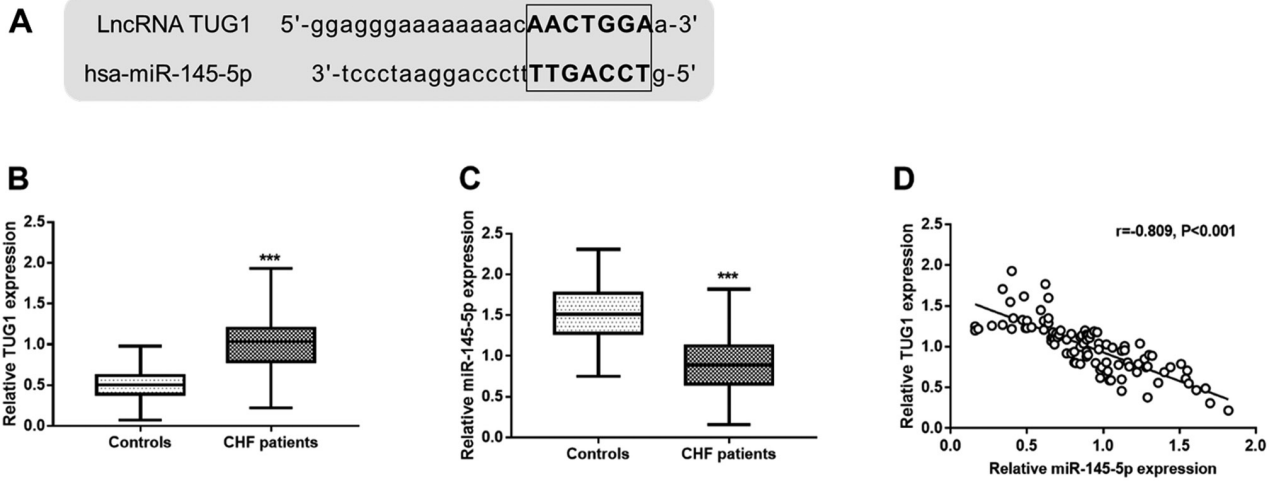 A
LncRNA TUG1 5'-ggagggaaaaaaaacAACTGGAa-3'
hsa-miR-145-5p 3'-tccctaaggacccttTTGACCTg-5'
B
Relative TUG1 expression
2.5
2.0
1.5
1.0
0.5
0.0
***
Controls CHF patients
C
Relative miR-145-5p expression
2.5
2.0
1.5
1.0
0.5
0.0
***
Controls CHF patients
D
Relative TUG1 expression
2.5
2.0
1.5
1.0
0.5
0.0
r=-0.809, P<0.001
0.0 0.5 1.0 1.5 2.0
Relative miR-145-5p expression